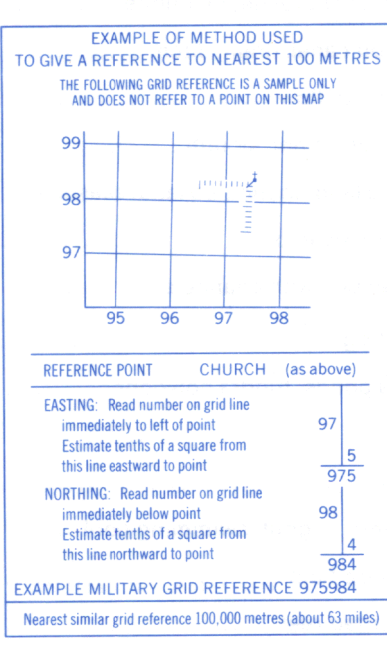 EXAMPLE OF METHOD USED
TO GIVE A REFERENCE TO NEAREST 100 METRES
THE FOLLOWING GRID REFERENCE IS A SAMPLE ONLY
AND DOES NOT REFER TO A POINT ON THIS MAP
99
98
97
95 96 97 98
REFERENCE POINT CHURCH (as above)
EASTING: Read number on grid line
immediately to left of point 97
Estimate tenths of a square from
this line eastward to point 5
975
NORTHING: Read number on grid line
immediately below point 98
Estimate tenths of a square from
this line northward to point 4
984
EXAMPLE MILITARY GRID REFERENCE 975984
Nearest similar grid reference 100,000 metres (about 63 miles)